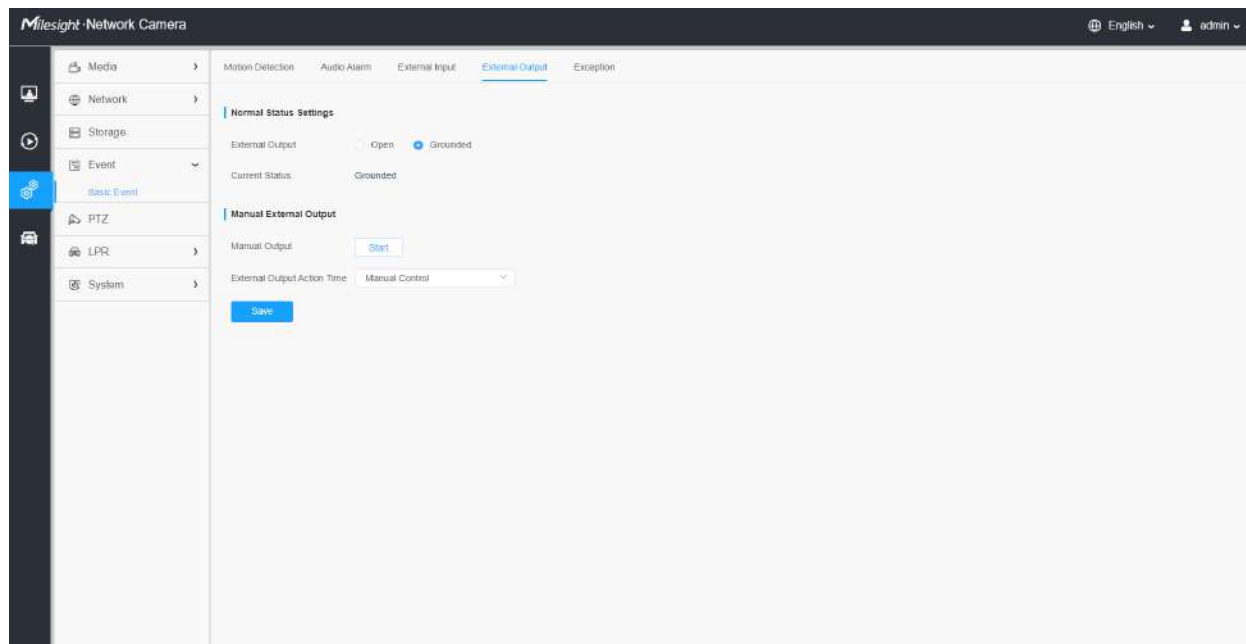 Milesight·Network Camera
English
admin
Media
Network
Storage
Event
Basic Event
PTZ
LPR
System
Motion Detection
Audio Alarm
External Input
External Output
Exception
Normal Status Settings
External Output
Open
Grounded
Current Status
Grounded
Manual External Output
Manual Output
Start
External Output Action Time
Manual Control
Save